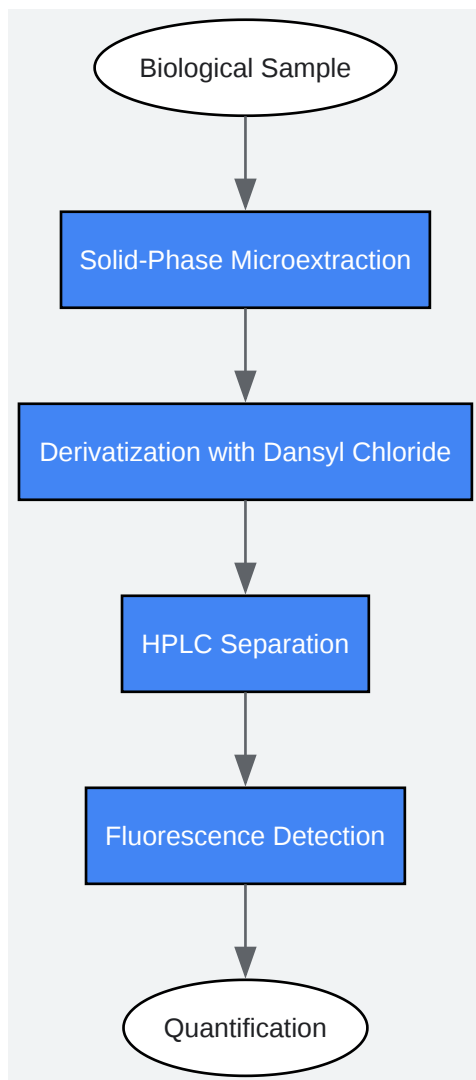 Biological Sample
Solid-Phase Microextraction
Derivatization with Dansyl Chloride
HPLC Separation
Fluorescence Detection
Quantification